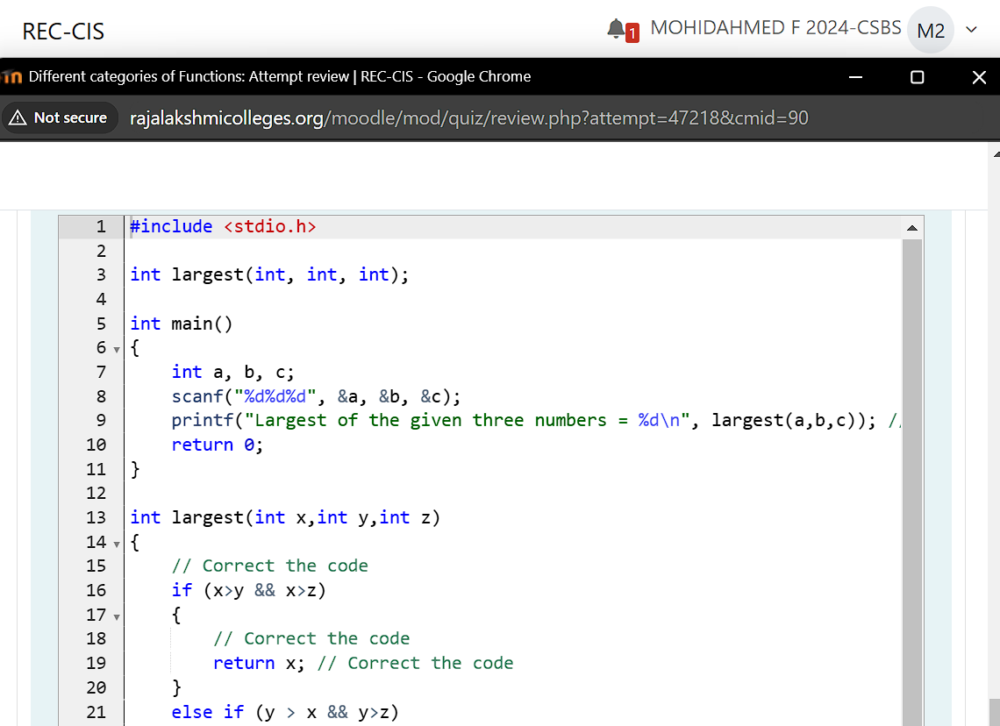 REC-CIS
1
MOHIDAHMED F 2024-CSBS
M2
Different categories of Functions: Attempt review | REC-CIS - Google Chrome
Not secure
rajalakshmicolleges.org/moodle/mod/quiz/review.php?attempt=47218&cmid=90
1 #include <stdio.h>
2
3 int largest(int, int, int);
4
5 int main()
6 {
7     int a, b, c;
8     scanf("%d%d%d", &a, &b, &c);
9     printf("Largest of the given three numbers = %d\n", largest(a,b,c)); //
10     return 0;
11 }
12
13 int largest(int x,int y,int z)
14 {
15     // Correct the code
16     if (x>y && x>z)
17     {
18         // Correct the code
19         return x; // Correct the code
20     }
21     else if (y > x && y>z)